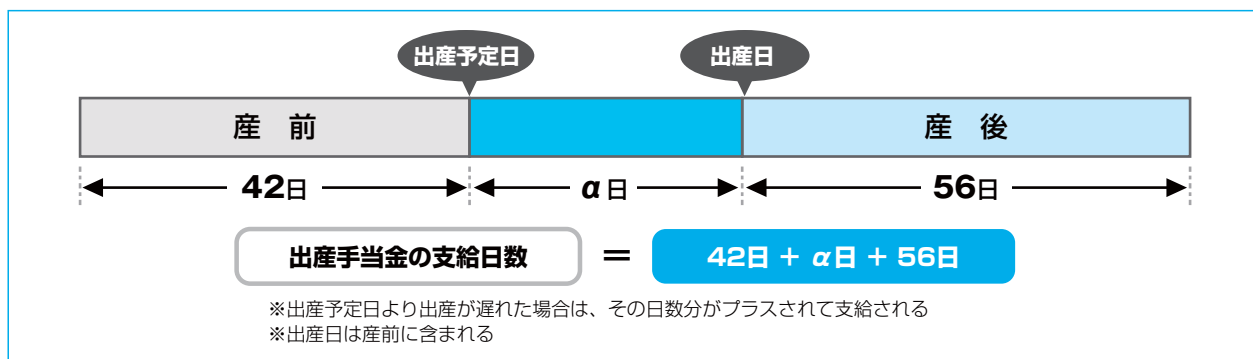 出産予定日 出産日
産 前 産 後
42日 α日 56日
出産手当金の支給日数 = 42日 + α日 + 56日
※出産予定日より出産が遅れた場合は、その日数分がプラスされて支給される
※出産日は産前に含まれる